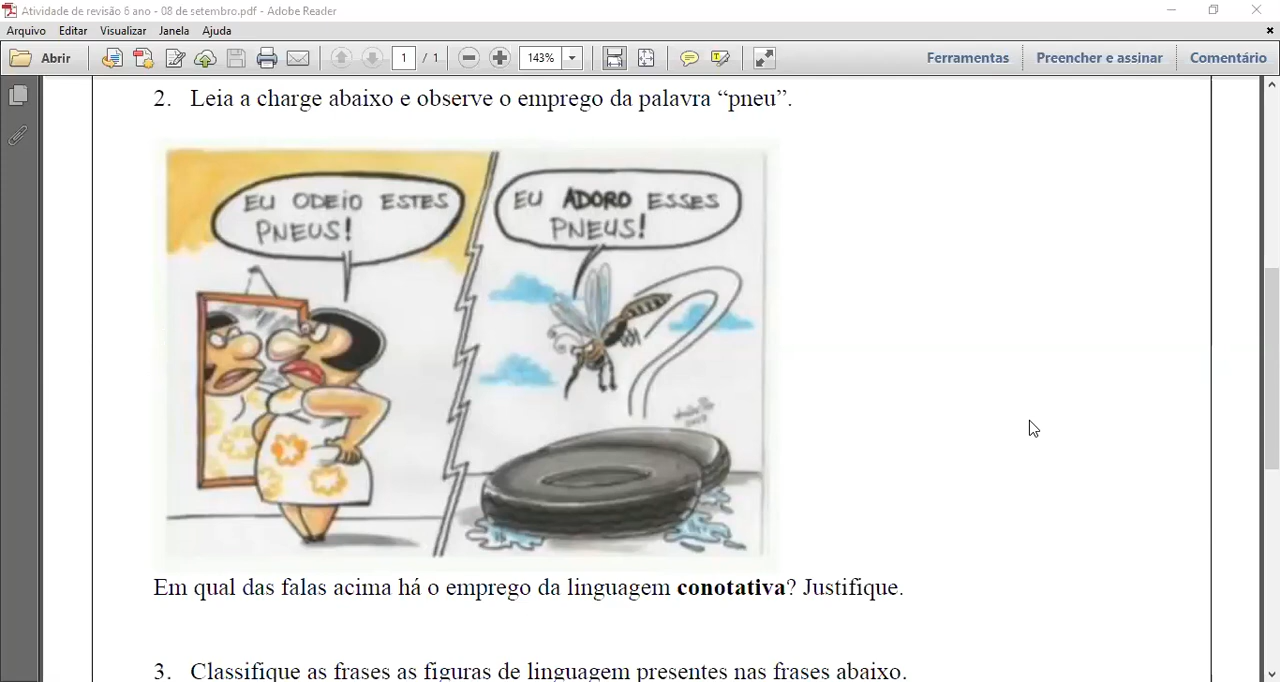 Atividade de revisão 6 ano - 08 de setembro.pdf - Adobe Reader
Arquivo Editar Visualizar Janela Ajuda
Abrir 1 / 1 143% Ferramentas Preencher e assinar Comentário
2. Leia a charge abaixo e observe o emprego da palavra “pneu”.
EU ODEIO ESTES
PNEUS!
EU ADORO ESSES
PNEUS!
Em qual das falas acima há o emprego da linguagem conotativa? Justifique.
3. Classifique as frases as figuras de linguagem presentes nas frases abaixo.